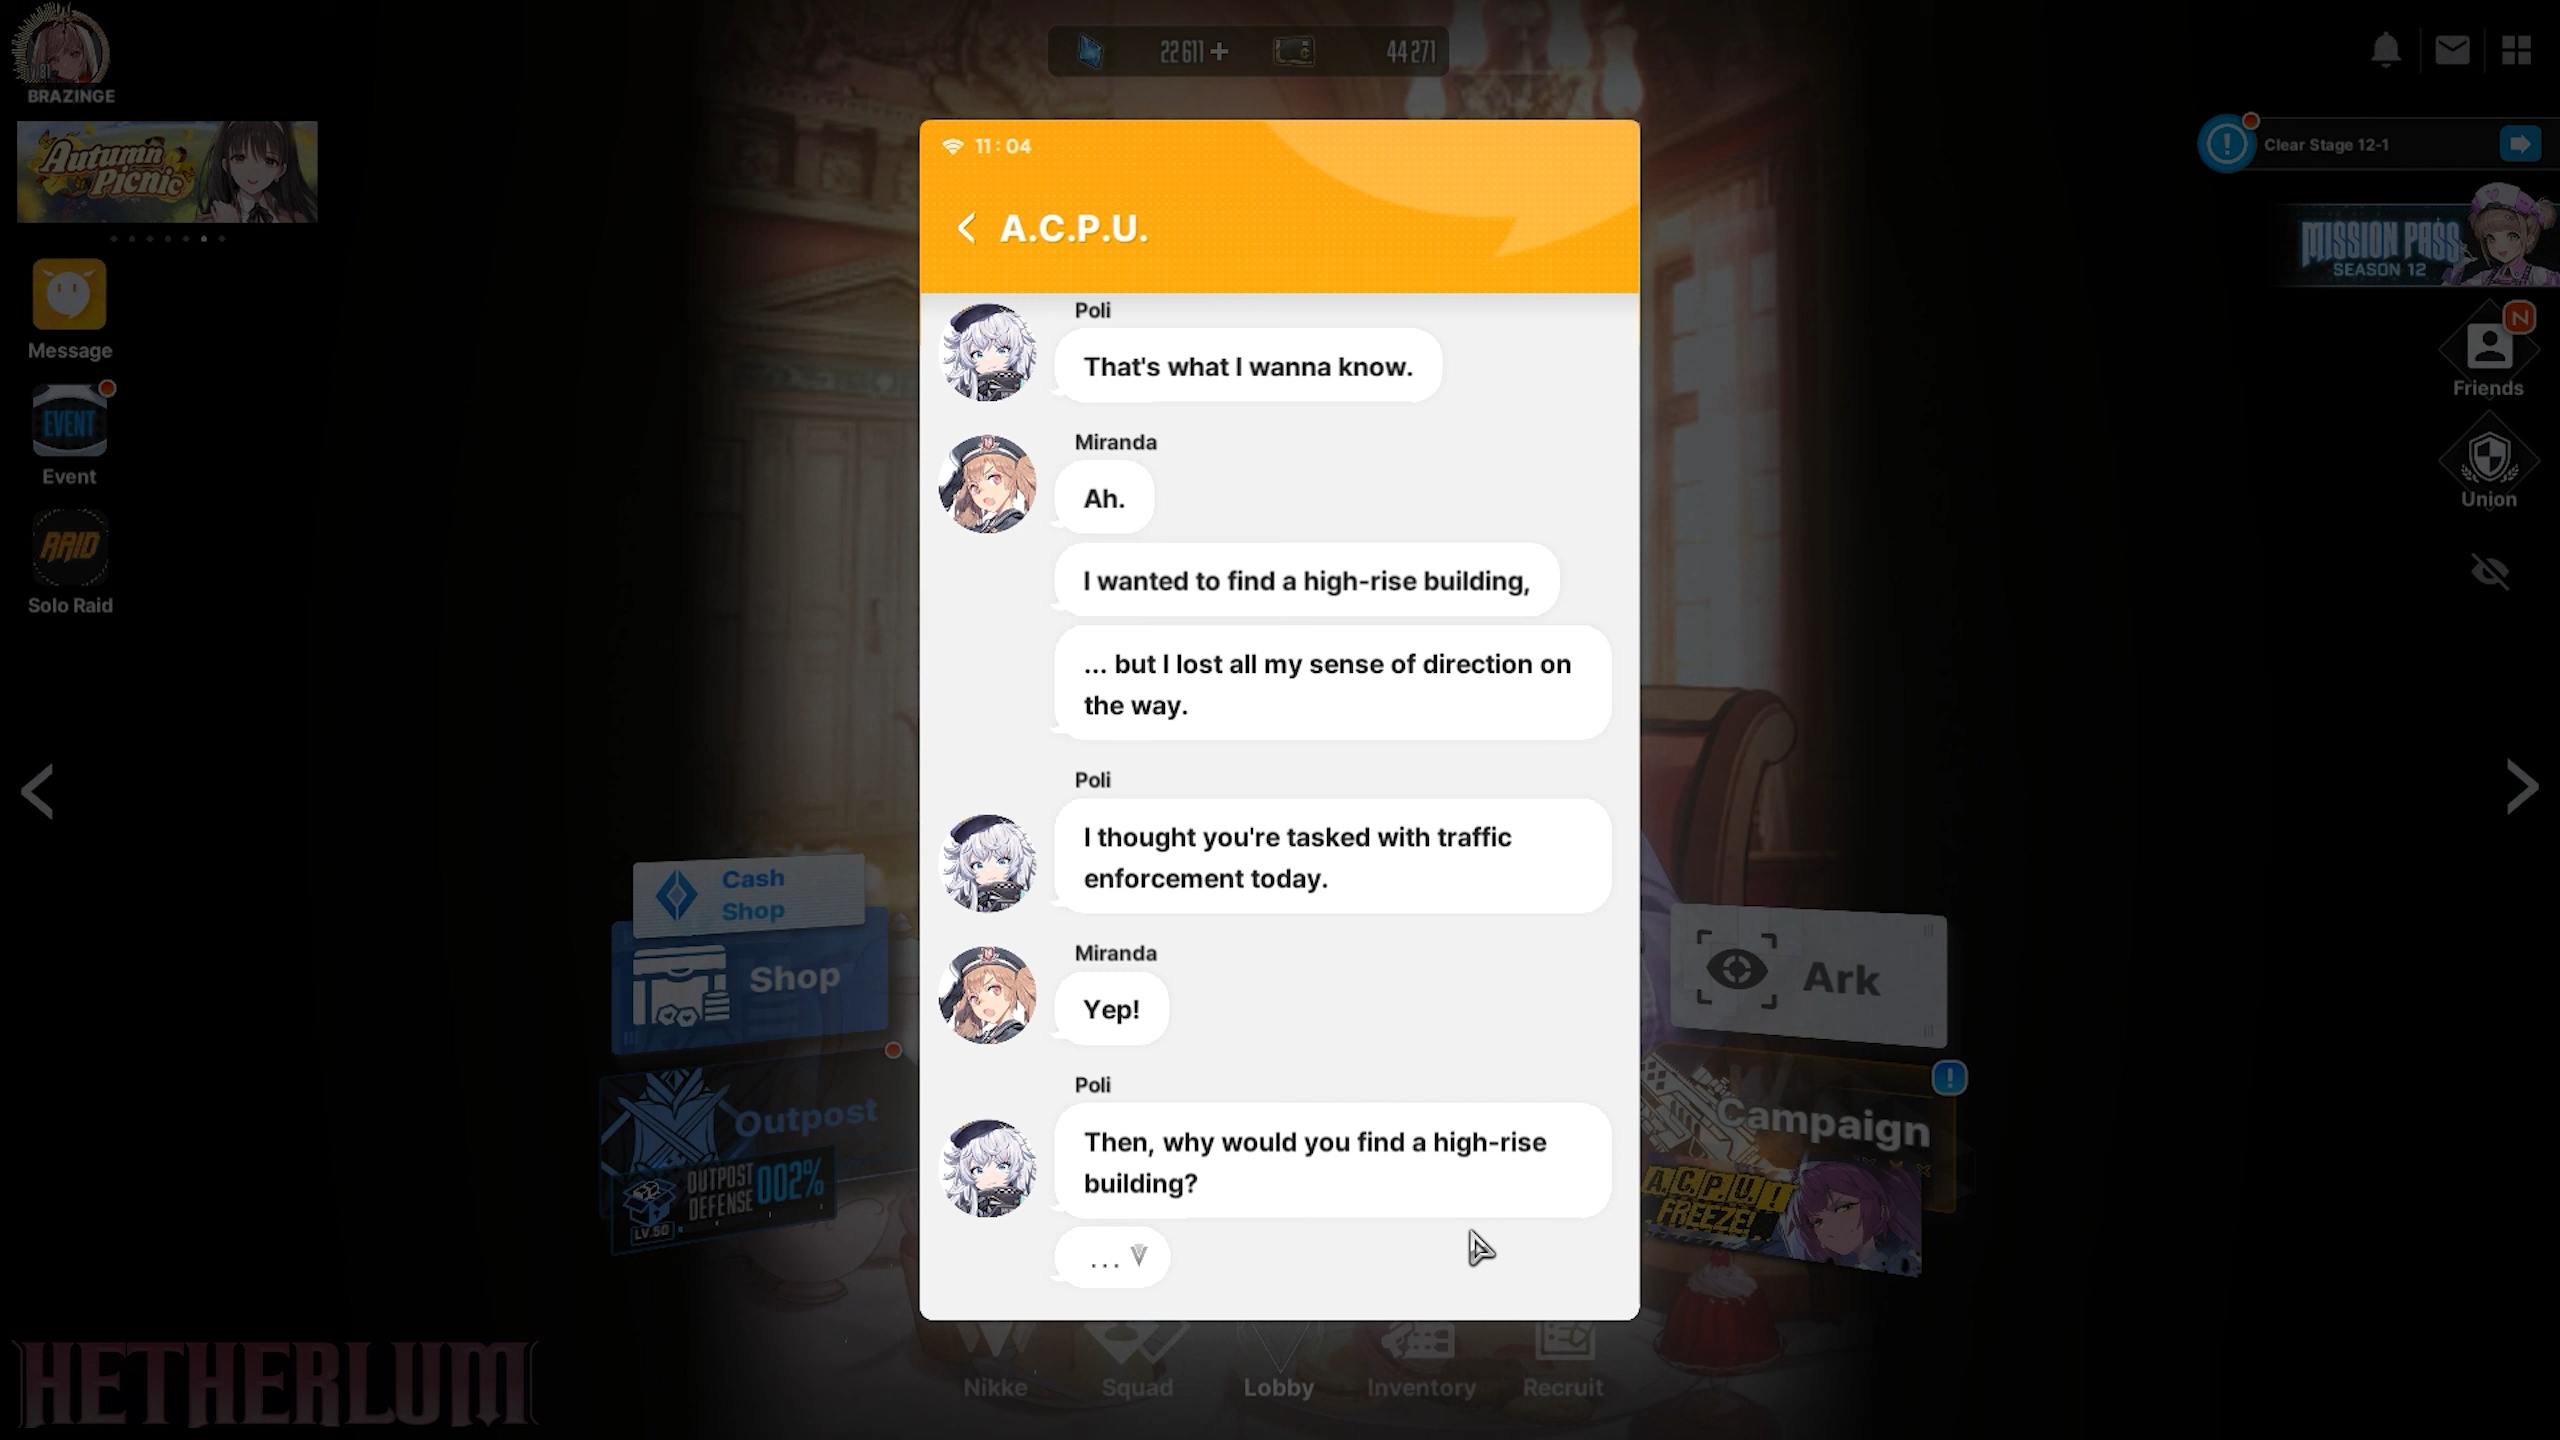 22611+
44271
81
BRAZINGE
Autumn
Picnic
Clear Stage 12-1
MISSION PASS
SEASON 12
Message
EVENT
Event
RAID
Solo Raid
N
Friends
Union
11:04
A.C.P.U.
Poli
That's what I wanna know.
Miranda
Ah.
I wanted to find a high-rise building,
... but I lost all my sense of direction on
the way.
Poli
I thought you're tasked with traffic
enforcement today.
Miranda
Yep!
Poli
Then, why would you find a high-rise
building?
...
Cash
Shop
Shop
Outpost
OUTPOST
DEFENSE
002%
LV.50
Ark
Campaign
A.C.P.U.!
FREEZE!
HETHERLUM
Nikke
Squad
Lobby
Inventory
Recruit